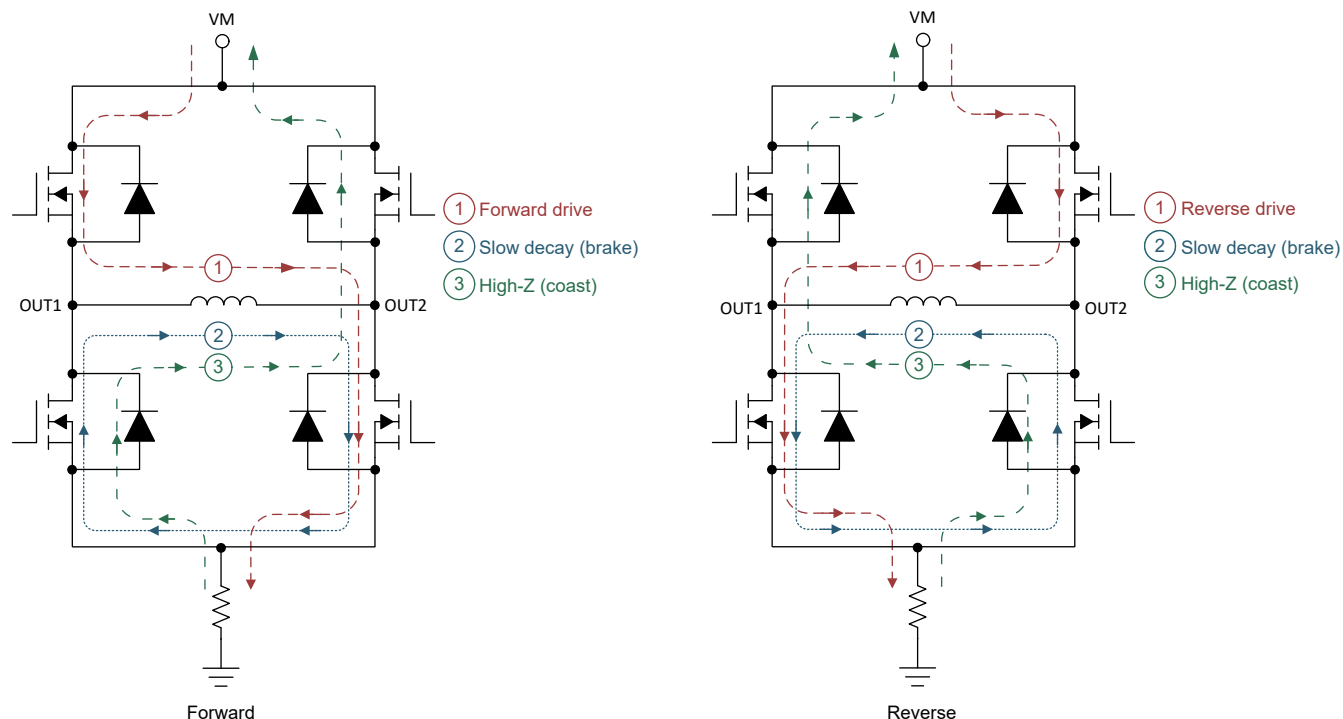 VM
1 Forward drive
2 Slow decay (brake)
3 High-Z (coast)
1
OUT1
OUT2
2
3
Forward
VM
1 Reverse drive
2 Slow decay (brake)
3 High-Z (coast)
1
OUT1
OUT2
2
3
Reverse